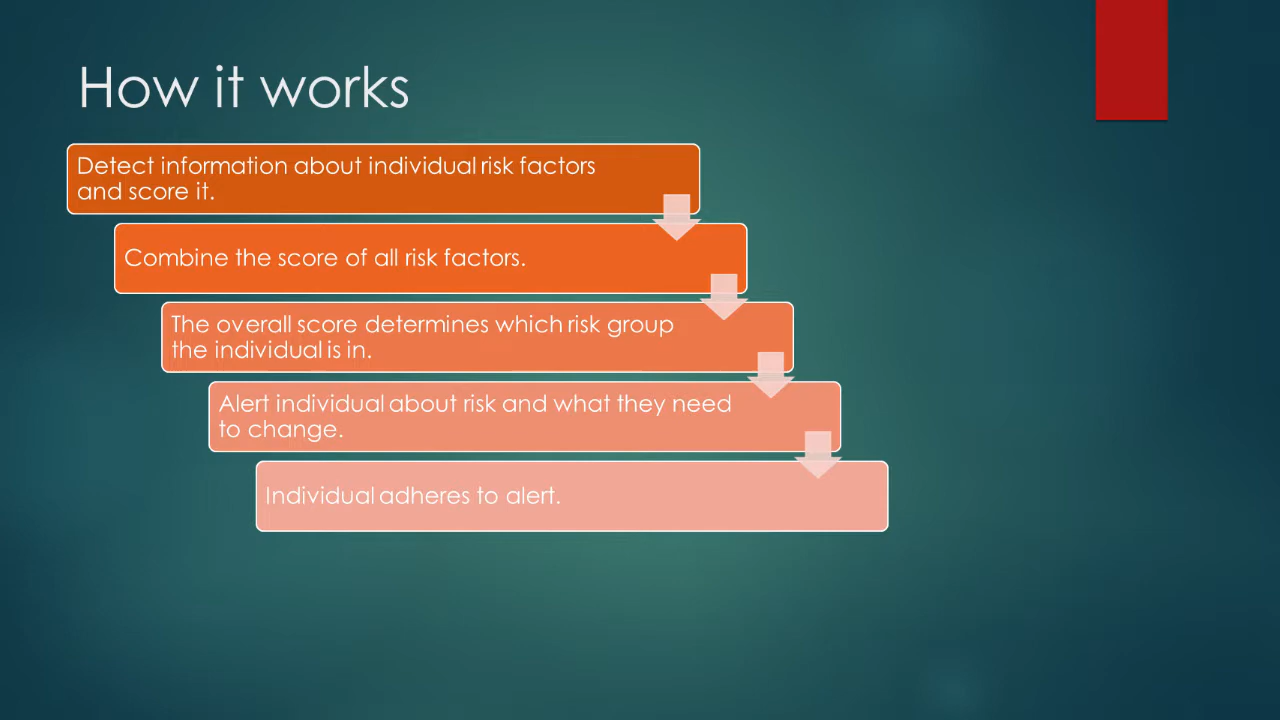 How it works
Detect information about individual risk factors
and score it.
Combine the score of all risk factors.
The overall score determines which risk group
the individual is in.
Alert individual about risk and what they need
to change.
Individual adheres to alert.